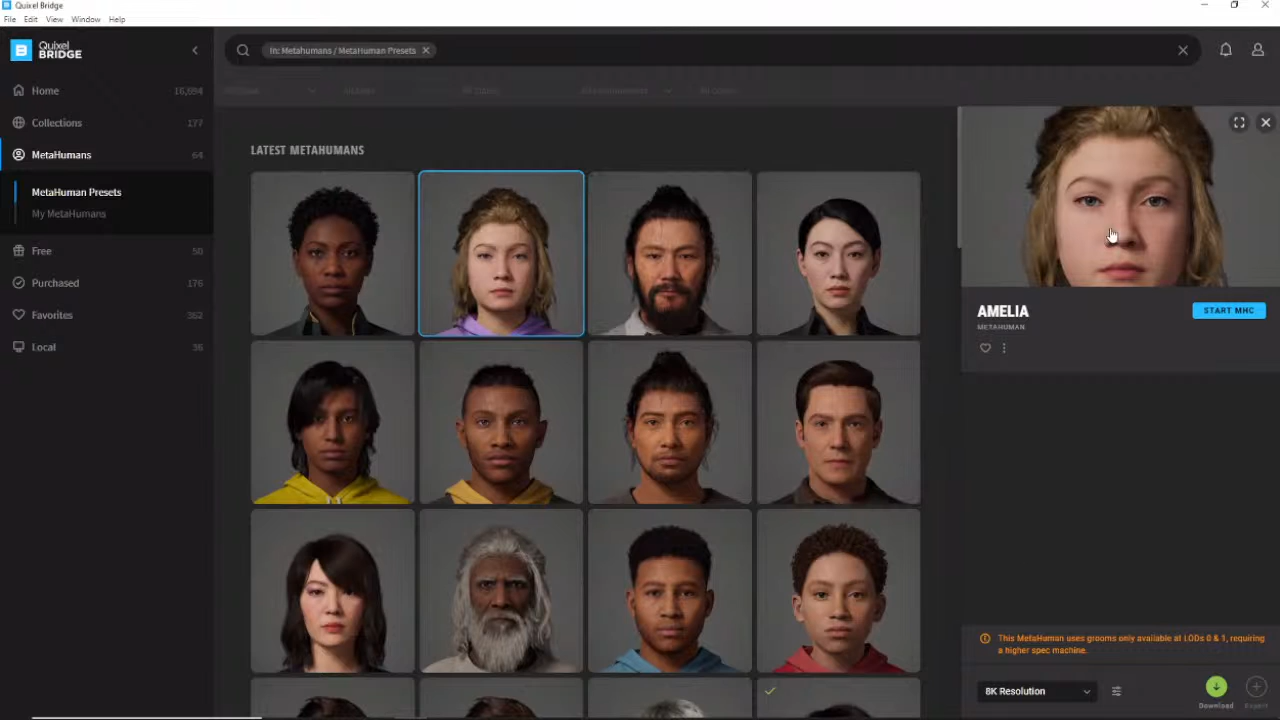 Quixel Bridge
File Edit View Window Help
Quixel
BRIDGE
In: Metahumans / MetaHuman Presets
Home 16,694
Collections 177
MetaHumans 64
MetaHuman Presets
My MetaHumans
Free 50
Purchased 176
Favorites 362
Local 36
LATEST METAHUMANS
AMELIA
METAHUMAN
START MHC
This MetaHuman uses grooms only available at LODs 0 & 1, requiring
a higher spec machine.
8K Resolution
Download
Export